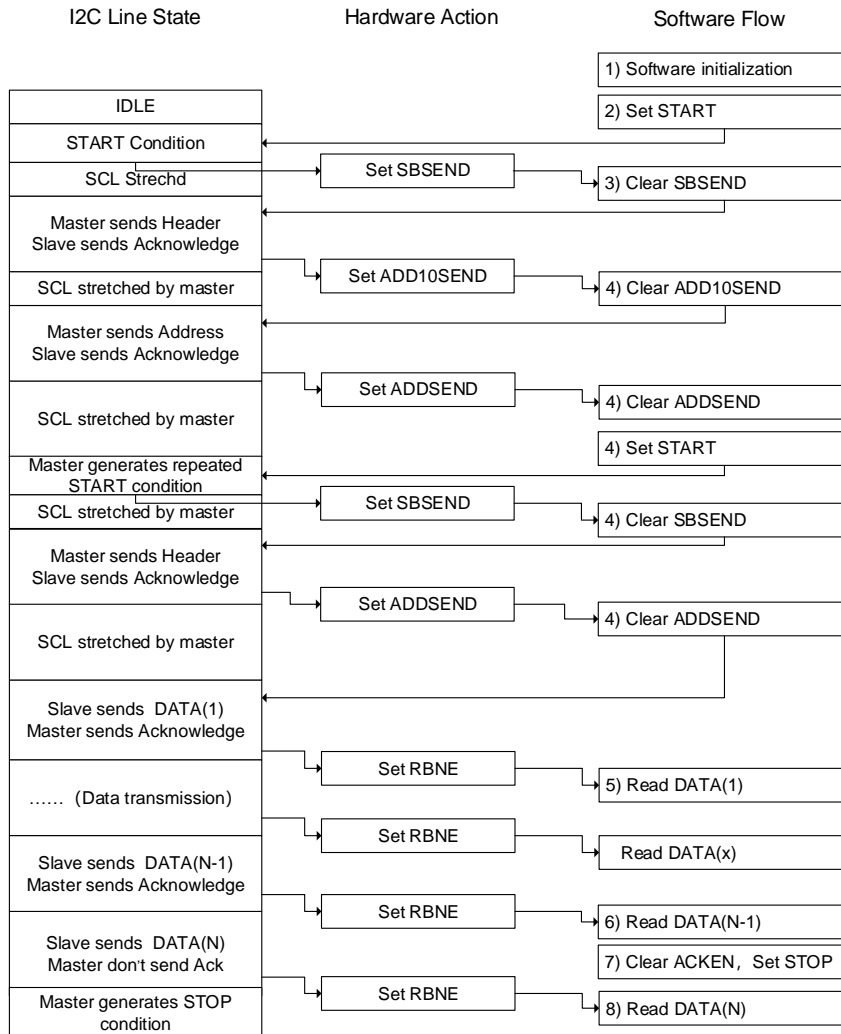 I2C Line State
Hardware Action
Software Flow
1) Software initialization
IDLE
2) Set START
START Condition
Set SBSEND
SCL Strechd
3) Clear SBSEND
Master sends Header
Slave sends Acknowledge
Set ADD10SEND
SCL stretched by master
4) Clear ADD10SEND
Master sends Address
Slave sends Acknowledge
Set ADDSEND
SCL stretched by master
4) Clear ADDSEND
4) Set START
Master generates repeated
START condition
Set SBSEND
SCL stretched by master
4) Clear SBSEND
Master sends Header
Slave sends Acknowledge
Set ADDSEND
SCL stretched by master
4) Clear ADDSEND
Slave sends DATA(1)
Master sends Acknowledge
Set RBNE
5) Read DATA(1)
…… (Data transmission)
Set RBNE
Read DATA(x)
Slave sends DATA(N-1)
Master sends Acknowledge
Set RBNE
6) Read DATA(N-1)
Slave sends DATA(N)
Master don't send Ack
7) Clear ACKEN, Set STOP
Set RBNE
8) Read DATA(N)
Master generates STOP
condition